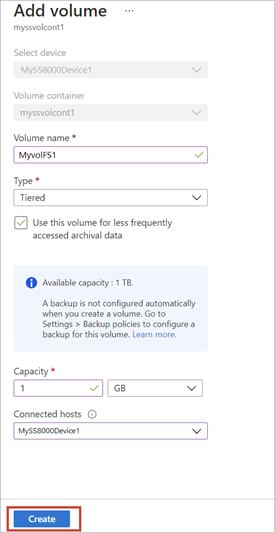 Add volume ...
myssvolcont1
Select device
MySS8000Device1
Volume container
myssvolcont1
Volume name *
MyvolFS1
Type *
Tiered
Use this volume for less frequently
accessed archival data
Available capacity : 1 TB.
A backup is not configured automatically
when you create a volume. Go to
Settings > Backup policies to configure a
backup for this volume. Learn more.
Capacity *
1 GB
Connected hosts
MySS8000Device1
Create